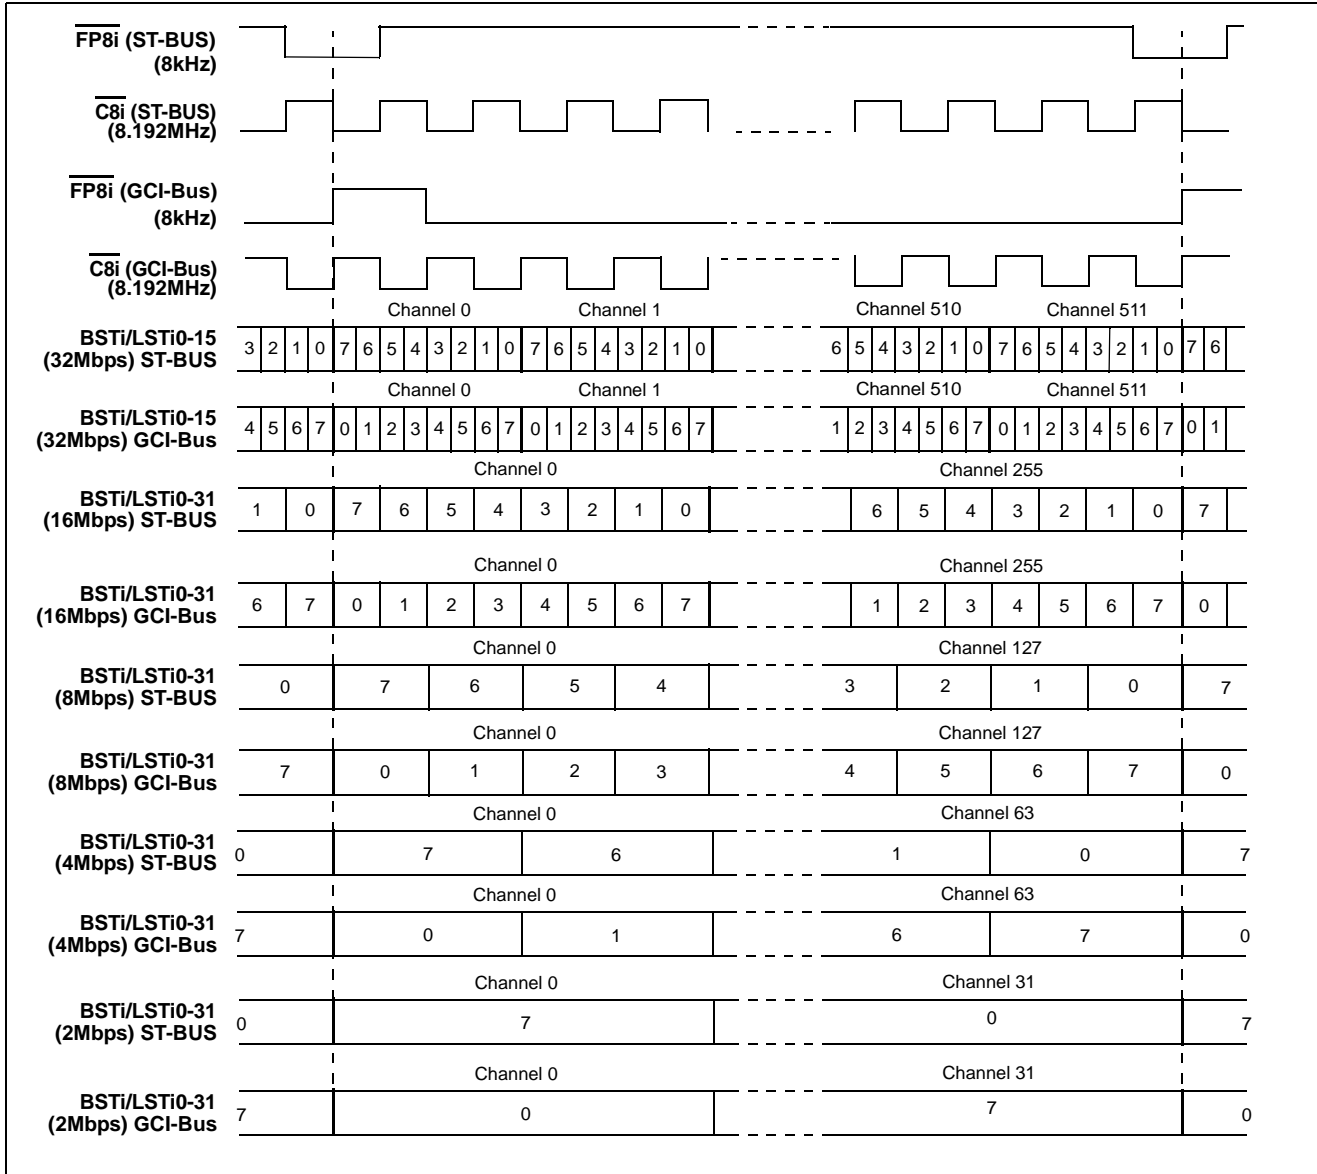 FP8i (ST-BUS)
(8kHz)
C8i (ST-BUS)
(8.192MHz)
FP8i (GCI-Bus)
(8kHz)
C8i (GCI-Bus)
(8.192MHz)
Channel 0 Channel 1 Channel 510 Channel 511
BSTi/LSTi0-15
(32Mbps) ST-BUS
3 2 1 0 7 6 5 4 3 2 1 0 7 6 5 4 3 2 1 0 6 5 4 3 2 1 0 7 6 5 4 3 2 1 0 7 6
Channel 0 Channel 1 Channel 510 Channel 511
BSTi/LSTi0-15
(32Mbps) GCI-Bus
4 5 6 7 0 1 2 3 4 5 6 7 0 1 2 3 4 5 6 7 1 2 3 4 5 6 7 0 1 2 3 4 5 6 7 0 1
Channel 0 Channel 255
BSTi/LSTi0-31
(16Mbps) ST-BUS
1 0 7 6 5 4 3 2 1 0 6 5 4 3 2 1 0 7
Channel 0 Channel 255
BSTi/LSTi0-31
(16Mbps) GCI-Bus
6 7 0 1 2 3 4 5 6 7 1 2 3 4 5 6 7 0
Channel 0 Channel 127
BSTi/LSTi0-31
(8Mbps) ST-BUS
0 7 6 5 4 3 2 1 0 7
Channel 0 Channel 127
BSTi/LSTi0-31
(8Mbps) GCI-Bus
7 0 1 2 3 4 5 6 7 0
Channel 0 Channel 63
BSTi/LSTi0-31
(4Mbps) ST-BUS
0 7 6 1 0 7
Channel 0 Channel 63
BSTi/LSTi0-31
(4Mbps) GCI-Bus
7 0 1 6 7 0
Channel 0 Channel 31
BSTi/LSTi0-31
(2Mbps) ST-BUS
0 7 0 7
Channel 0 Channel 31
BSTi/LSTi0-31
(2Mbps) GCI-Bus
7 0 7 0